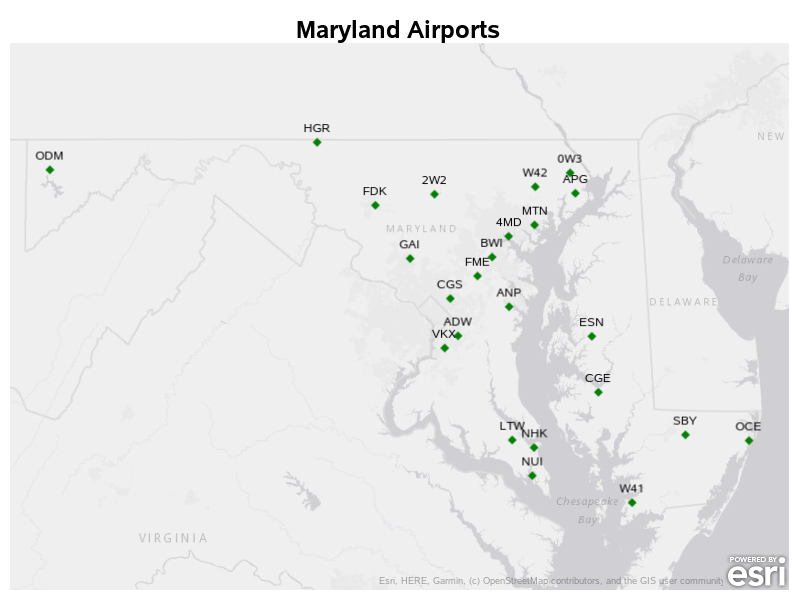 Maryland Airports
HGR
NEW
ODM
0W3
W42
APG
2W2
FDK
MTN
4MD
MARYLAND
GAI
BWI
FME
Delaware
Bay
CGS
ANP
DELAWARE
ADW
VKX
ESN
CGE
SBY
LTW
OCE
NHK
NUI
W41
Chesapeake
Bay
VIRGINIA
POWERED BY
esri
Esri, HERE, Garmin, (c) OpenStreetMap contributors, and the GIS user community